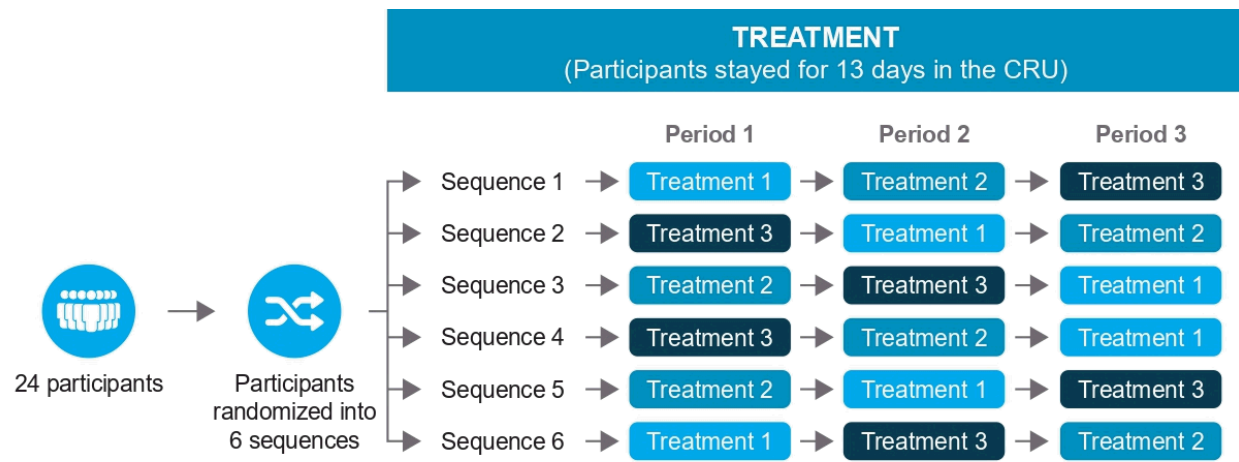 TREATMENT
(Participants stayed for 13 days in the CRU)
Period 1 Period 2 Period 3
Sequence 1 Treatment 1 Treatment 2 Treatment 3
Sequence 2 Treatment 3 Treatment 1 Treatment 2
Sequence 3 Treatment 2 Treatment 3 Treatment 1
Sequence 4 Treatment 3 Treatment 2 Treatment 1
Sequence 5 Treatment 2 Treatment 1 Treatment 3
Sequence 6 Treatment 1 Treatment 3 Treatment 2
24 participants
Participants
randomized into
6 sequences